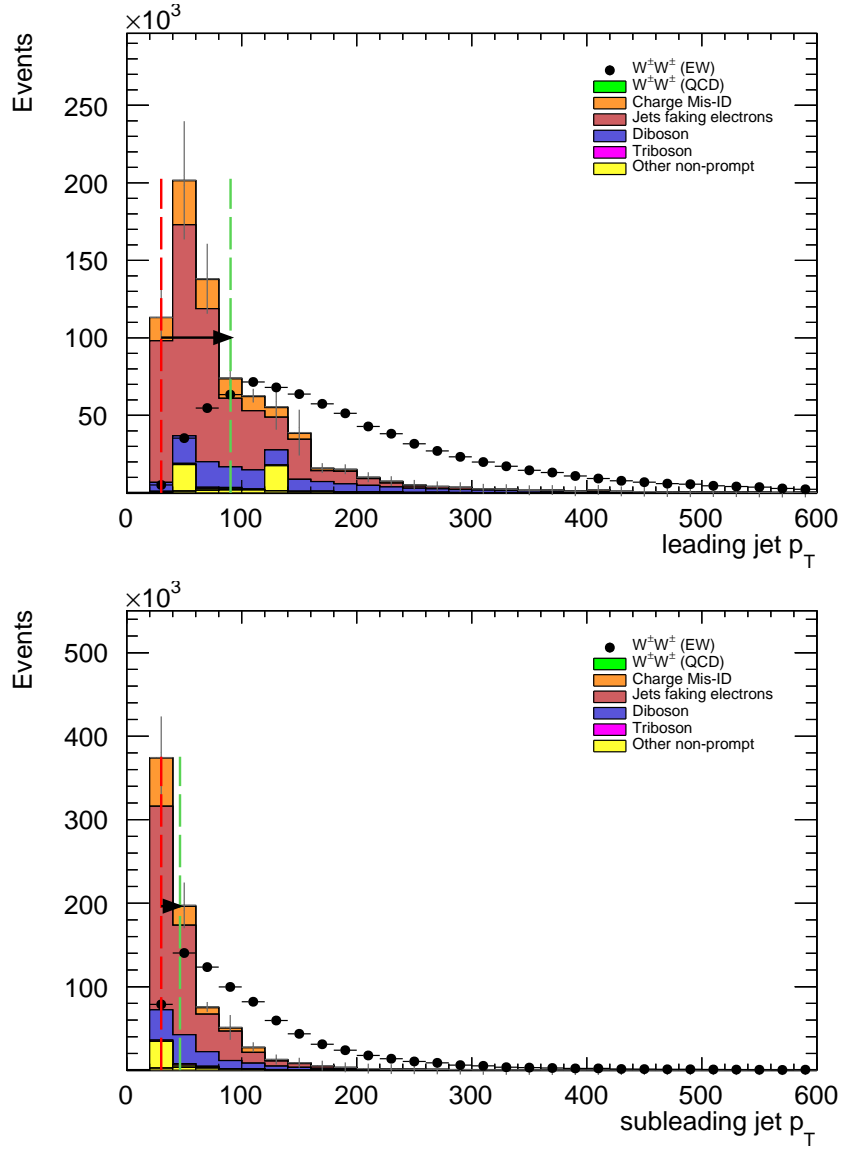 ×10³
Events
250
200
150
100
50
0 100 200 300 400 500 600
leading jet p_T
W±W± (EW)
W±W± (QCD)
Charge Mis-ID
Jets faking electrons
Diboson
Triboson
Other non-prompt
×10³
Events
500
400
300
200
100
0 100 200 300 400 500 600
subleading jet p_T
W±W± (EW)
W±W± (QCD)
Charge Mis-ID
Jets faking electrons
Diboson
Triboson
Other non-prompt